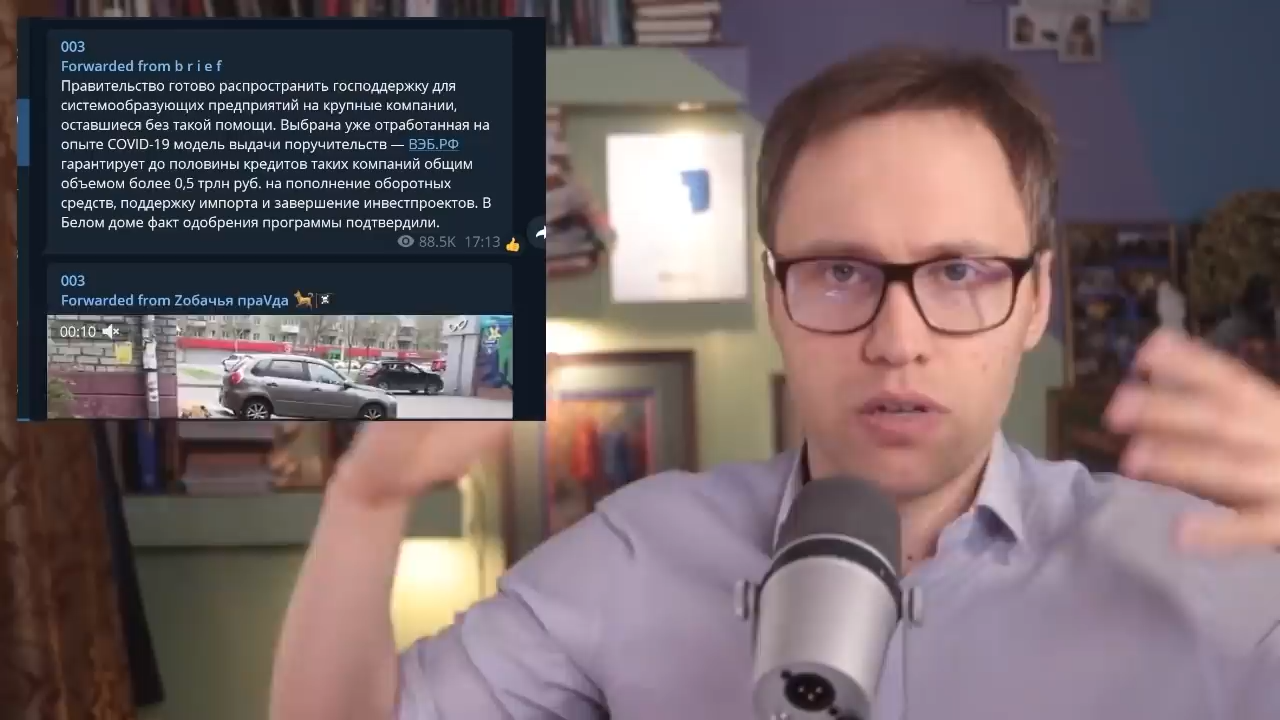 003
Forwarded from b r i e f
Правительство готово распространить господдержку для
системообразующих предприятий на крупные компании,
оставшиеся без такой помощи. Выбрана уже отработанная на
опыте COVID-19 модель выдачи поручительств — ВЭБ.РФ
гарантирует до половины кредитов таких компаний общим
объемом более 0,5 трлн руб. на пополнение оборотных
средств, поддержку импорта и завершение инвестпроектов. В
Белом доме факт одобрения программы подтвердили.
88.5K 17:13
003
Forwarded from Zобачья праVда
00:10